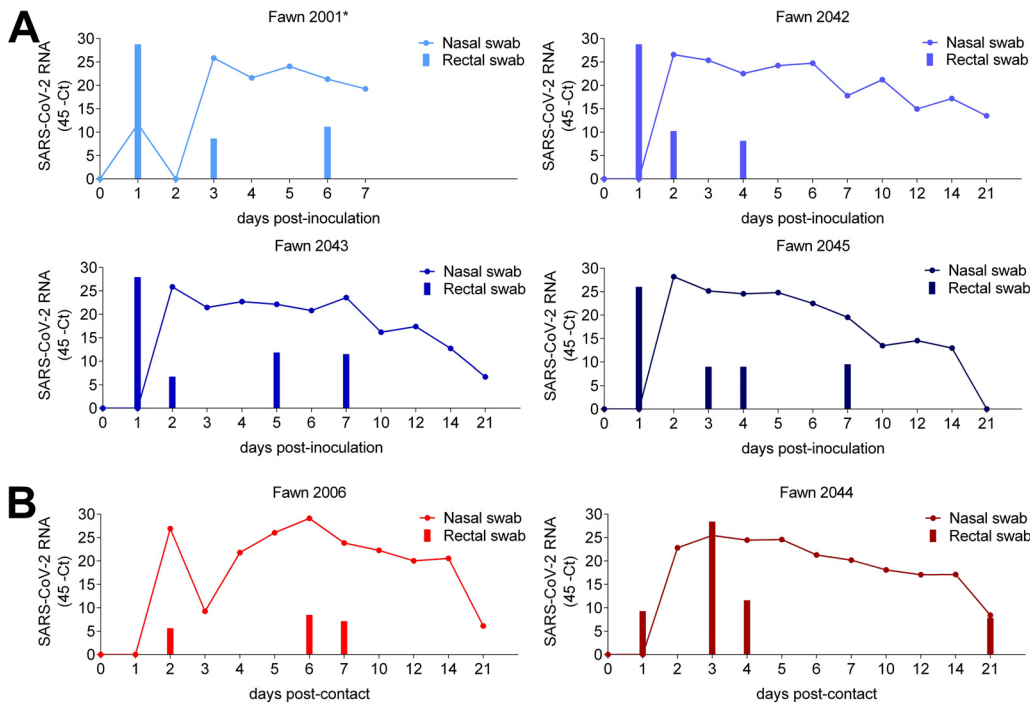 A
Fawn 2001*
SARS-CoV-2 RNA
(45 -Ct)
30
25
20
15
10
5
0
Nasal swab
Rectal swab
0 1 2 3 4 5 6 7
days post-inoculation
Fawn 2042
SARS-CoV-2 RNA
(45 -Ct)
30
25
20
15
10
5
0
Nasal swab
Rectal swab
0 1 2 3 4 5 6 7 10 12 14 21
days post-inoculation
Fawn 2043
SARS-CoV-2 RNA
(45 -Ct)
30
25
20
15
10
5
0
Nasal swab
Rectal swab
0 1 2 3 4 5 6 7 10 12 14 21
days post-inoculation
Fawn 2045
SARS-CoV-2 RNA
(45 -Ct)
30
25
20
15
10
5
0
Nasal swab
Rectal swab
0 1 2 3 4 5 6 7 10 12 14 21
days post-inoculation
B
Fawn 2006
SARS-CoV-2 RNA
(45 -Ct)
30
25
20
15
10
5
0
Nasal swab
Rectal swab
0 1 2 3 4 5 6 7 10 12 14 21
days post-contact
Fawn 2044
SARS-CoV-2 RNA
(45 -Ct)
30
25
20
15
10
5
0
Nasal swab
Rectal swab
0 1 2 3 4 5 6 7 10 12 14 21
days post-contact